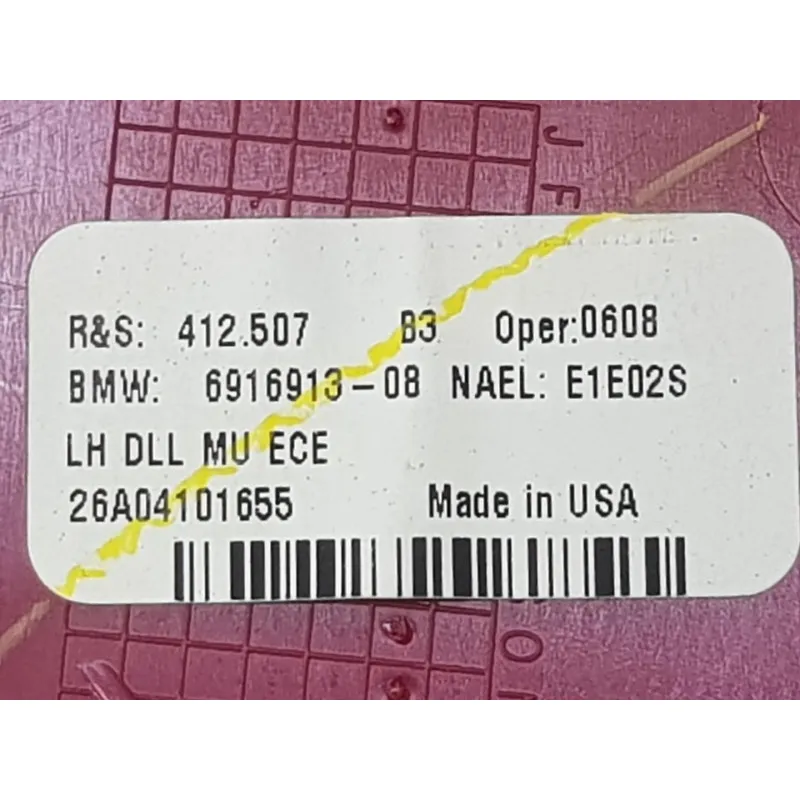 J
F
R&S: 412.507 B3 Oper:0608
BMW: 6916913-08 NAEL: E1E02S
LH DLL MU ECE
26A04101655 Made in USA
O